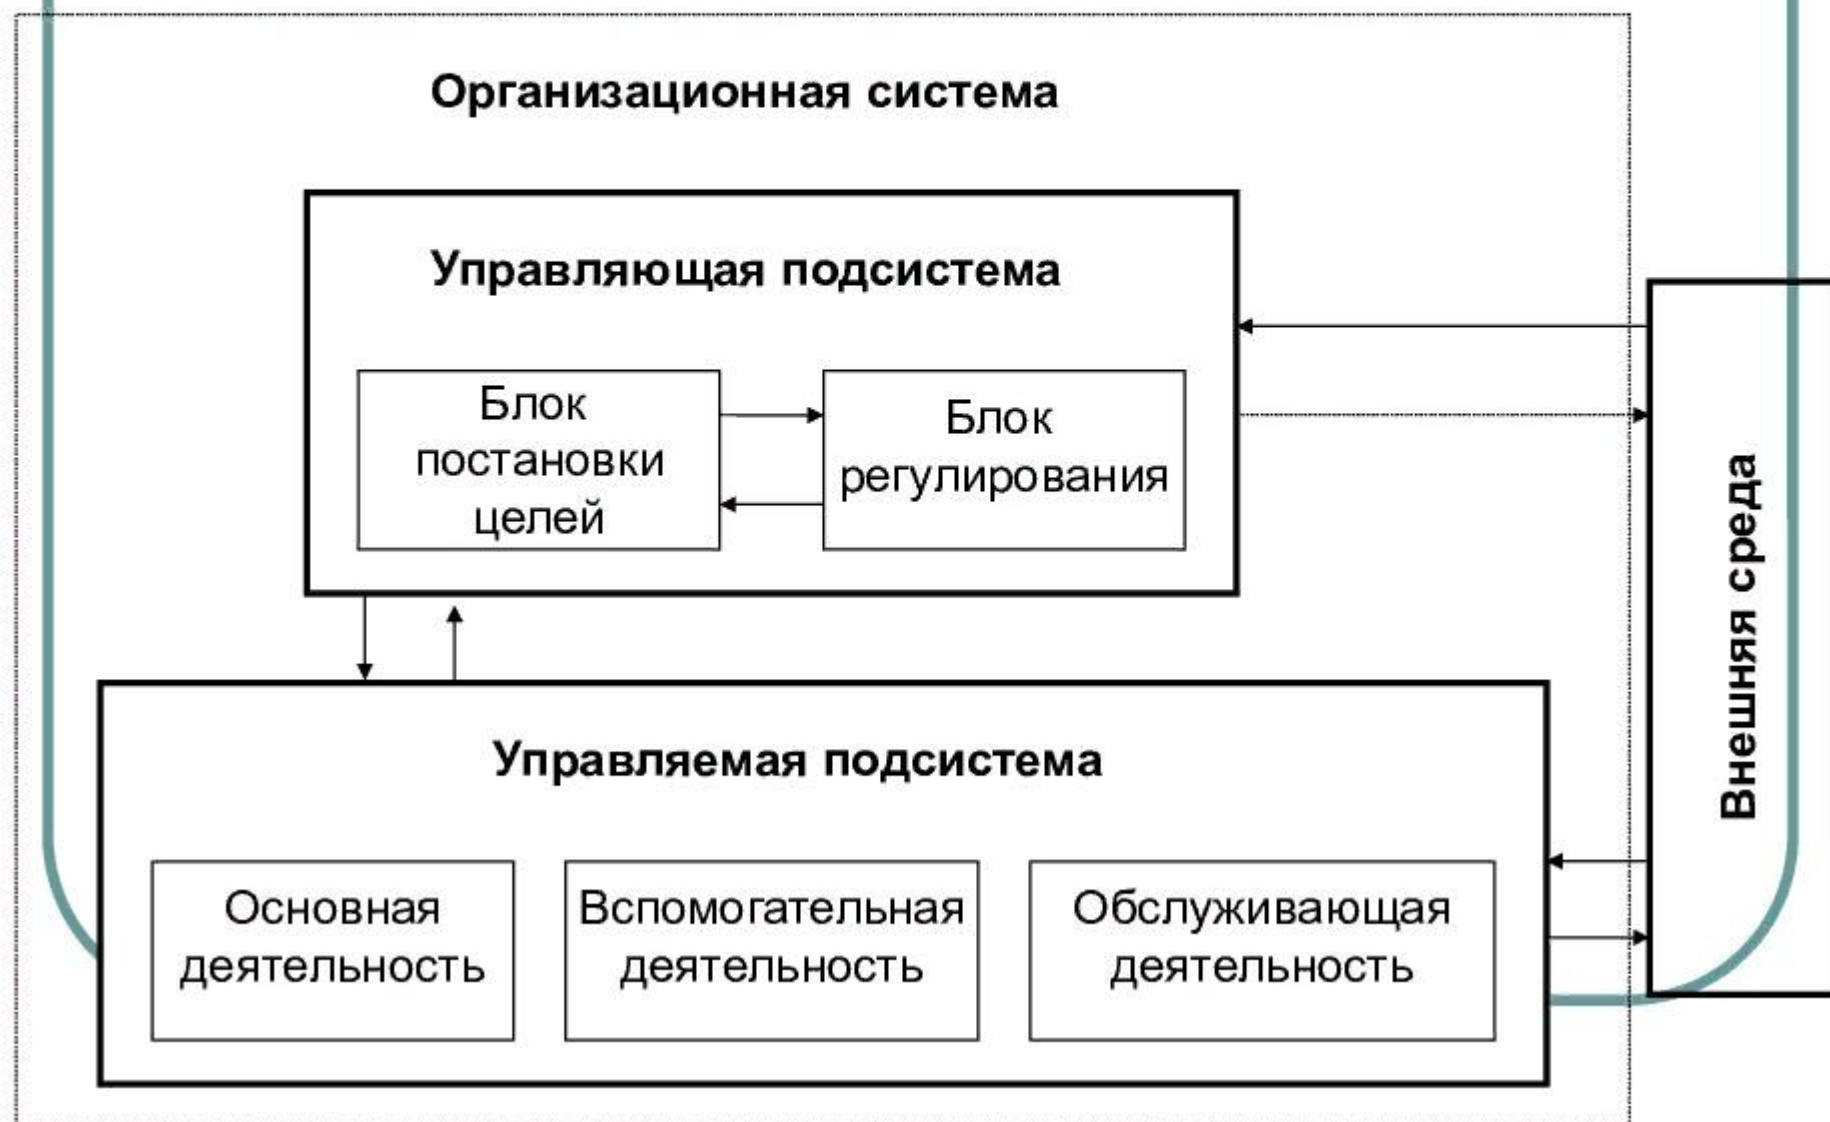 Организационная система
Управляющая подсистема
Блок
постановки
целей
Блок
регулирования
Внешняя среда
Управляемая подсистема
Основная
деятельность
Вспомогательная
деятельность
Обслуживающая
деятельность